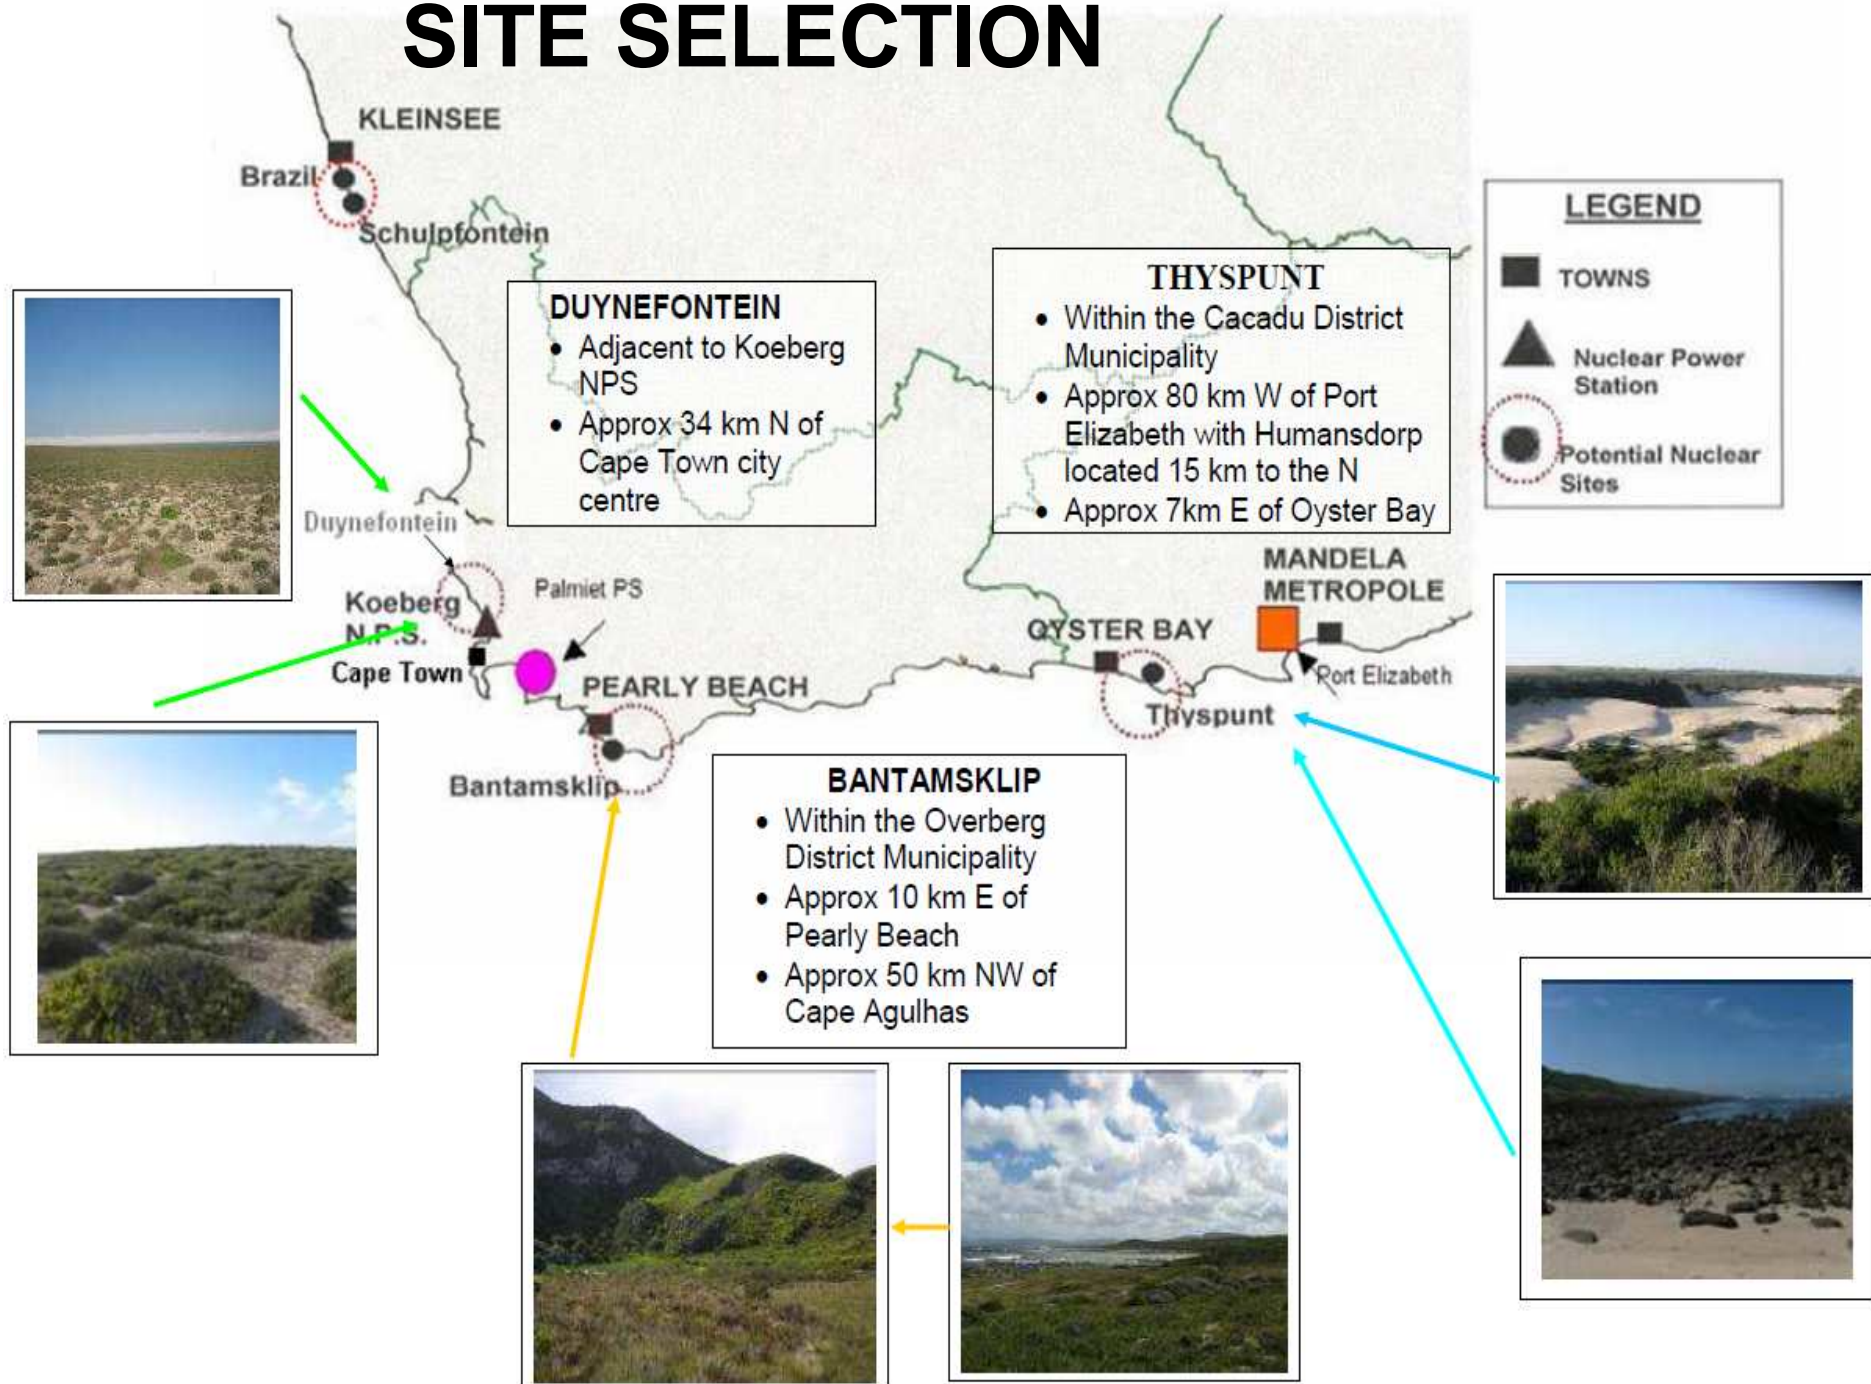 SITE SELECTION
KLEINSEE
Brazil
Schulpfontein
LEGEND
TOWNS
Nuclear Power
Station
Potential Nuclear
Sites
DUYNEFONTEIN
• Adjacent to Koeberg
NPS
• Approx 34 km N of
Cape Town city
centre
THYSPUNT
• Within the Cacadu District
Municipality
• Approx 80 km W of Port
Elizabeth with Humansdorp
located 15 km to the N
• Approx 7km E of Oyster Bay
Duynefontein
Koeberg
N.P.S.
Cape Town
Palmiet PS
PEARLY BEACH
Bantamsklip
OYSTER BAY
Thyspunt
MANDELA
METROPOLE
Port Elizabeth
BANTAMSKLIP
• Within the Overberg
District Municipality
• Approx 10 km E of
Pearly Beach
• Approx 50 km NW of
Cape Agulhas